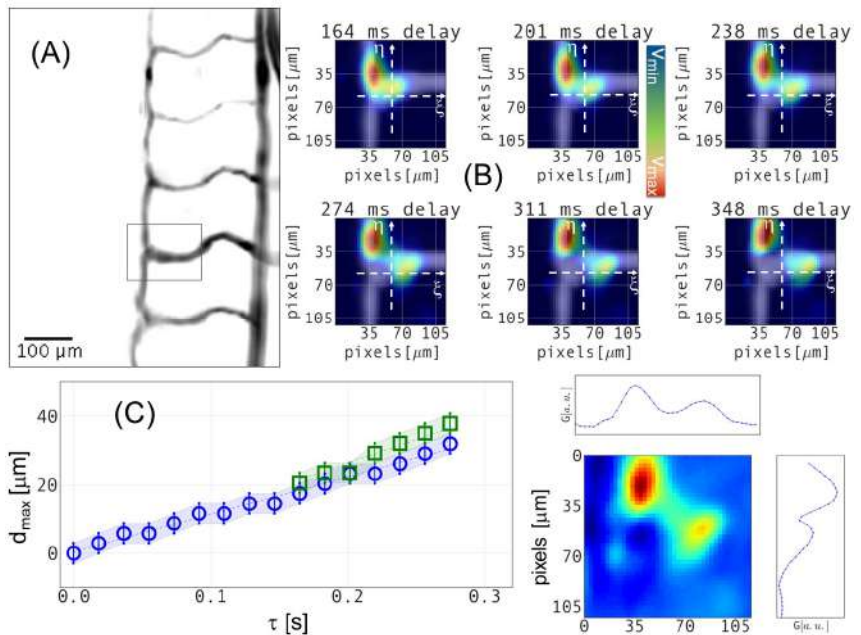 (A)
100 μm
(B)
164 ms delay
201 ms delay
238 ms delay
274 ms delay
311 ms delay
348 ms delay
pixels[μm]
35
70
105
η
ξ
35 70 105
pixels[μm]
Vmin
Vmax
(C)
dmax [μm]
40
20
0
0.0 0.1 0.2 0.3
τ [s]
G[a.u.]
pixels [μm]
0
35
70
105
0 35 70 105
G[a.u.]